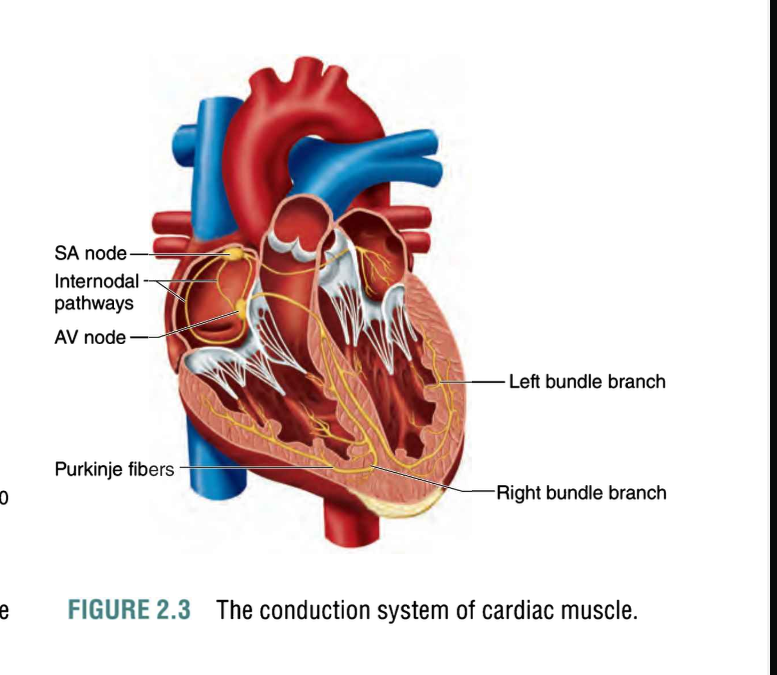 SA node
Internodal
pathways
AV node
Left bundle branch
Purkinje fibers
0
Right bundle branch
e
FIGURE 2.3 The conduction system of cardiac muscle.